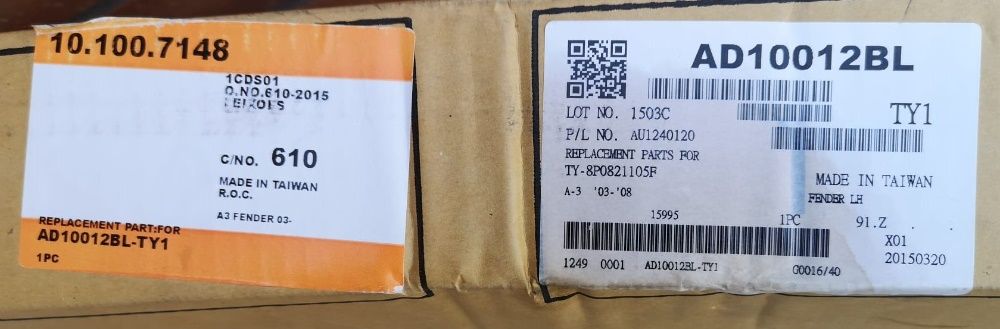 10.100.7148
1CDS01
O.NO.610-2015
LEIXOES
C/NO. 610
MADE IN TAIWAN
R.O.C.
A3 FENDER 03-
REPLACEMENT PART:FOR
AD10012BL-TY1
1PC
AD10012BL
LOT NO. 1503C
TY1
P/L NO. AU1240120
REPLACEMENT PARTS FOR
TY-8P0821105F
MADE IN TAIWAN
A-3 '03-'08
FENDER LH
15995 1PC 91.Z
X01
20150320
1249 0001 AD10012BL-TY1 G0016/40